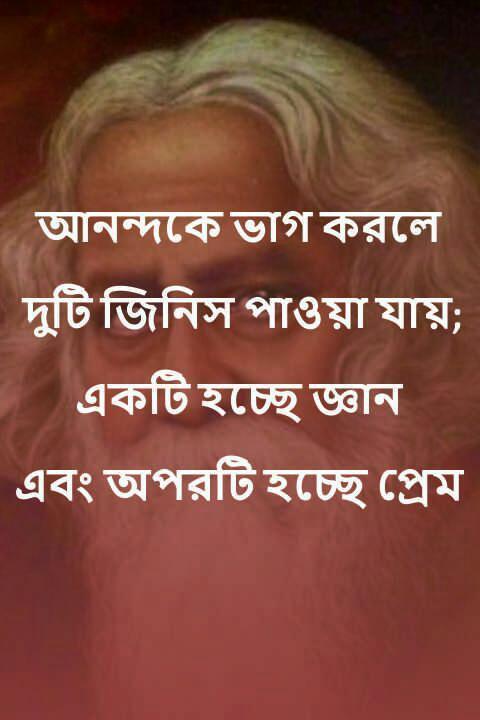 আনন্দকে ভাগ করলে
দুটি জিনিস পাওয়া যায়;
একটি হচ্ছে জ্ঞান
এবং অপরটি হচ্ছে প্রেম